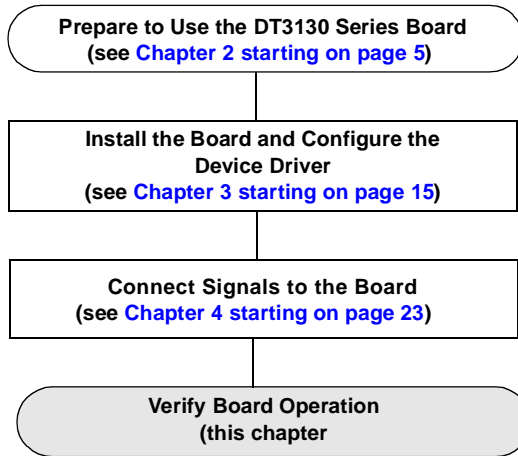 Prepare to Use the DT3130 Series Board
(see Chapter 2 starting on page 5)
Install the Board and Configure the
Device Driver
(see Chapter 3 starting on page 15)
Connect Signals to the Board
(see Chapter 4 starting on page 23)
Verify Board Operation
(this chapter